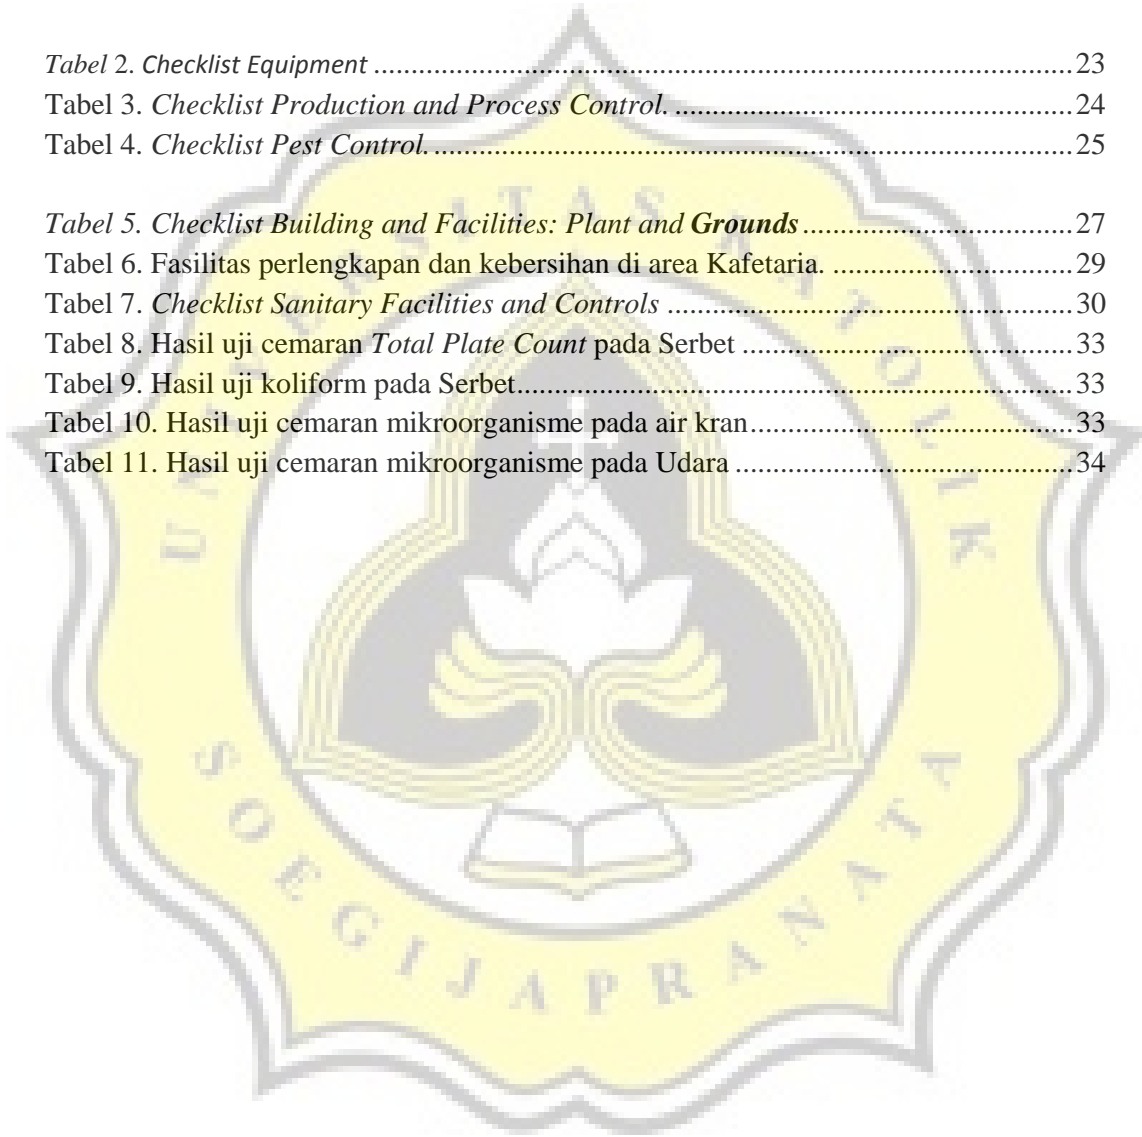 Tabel 2. Checklist Equipment ........................................................................................... 23
Tabel 3. Checklist Production and Process Control. .................................................... 24
Tabel 4. Checklist Pest Control. .................................................................................... 25
Tabel 5. Checklist Building and Facilities: Plant and Grounds ................................... 27
Tabel 6. Fasilitas perlengkapan dan kebersihan di area Kafetaria. ............................... 29
Tabel 7. Checklist Sanitary Facilities and Controls ..................................................... 30
Tabel 8. Hasil uji cemaran Total Plate Count pada Serbet ........................................... 33
Tabel 9. Hasil uji koliform pada Serbet......................................................................... 33
Tabel 10. Hasil uji cemaran mikroorganisme pada air kran.......................................... 33
Tabel 11. Hasil uji cemaran mikroorganisme pada Udara ............................................ 34
UNIVERSITAS KATOLIK
SOEGIJAPRANATA